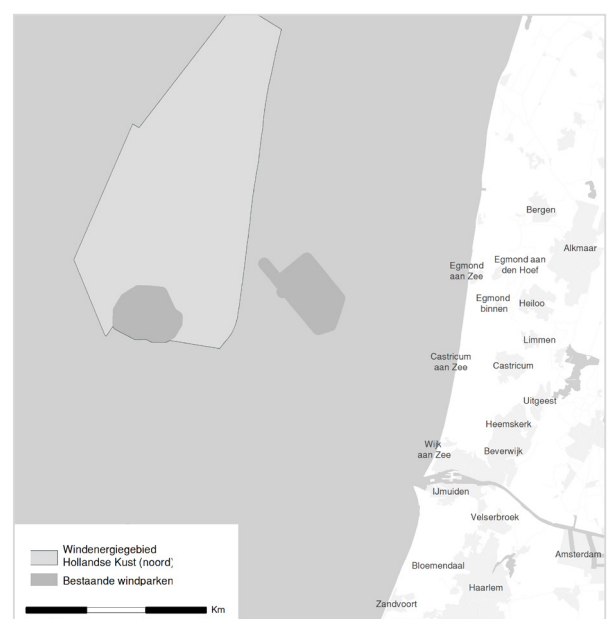 Bergen
Alkmaar
Egmond aan
den Hoef
Egmond
aan Zee
Egmond
binnen
Heiloo
Limmen
Castricum
aan Zee
Castricum
Uitgeest
Heemskerk
Wijk
aan Zee
Beverwijk
IJmuiden
Velserbroek
Amsterdam
Bloemendaal
Haarlem
Zandvoort
Windenergiegebied
Hollandse Kust (noord)
Bestaande windparken
Km